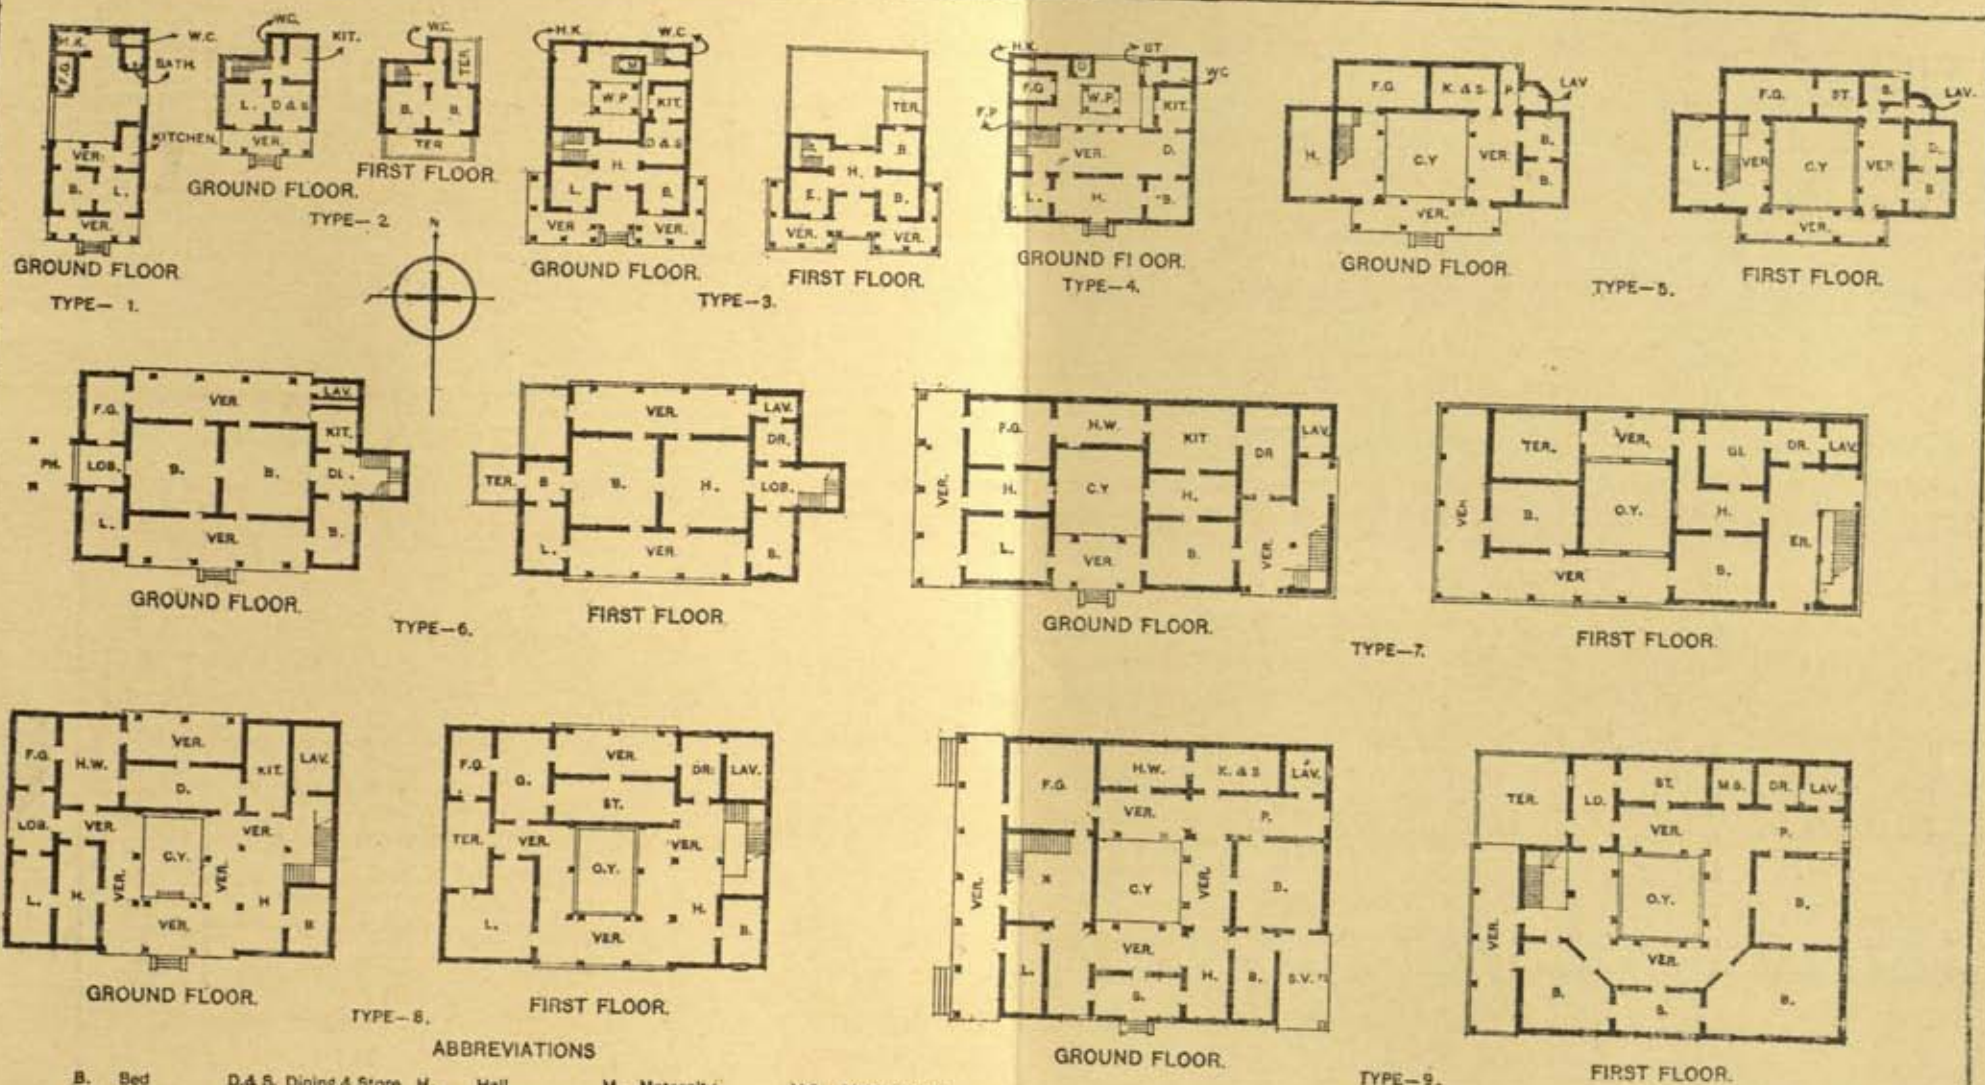 H.K. W.C.
F.G. BATH.
KITCHEN.
VER.
B. L.
VER.
GROUND FLOOR
TYPE- 1.
W.C. KIT.
L. D & S
VER.
GROUND FLOOR.
W.C. TER.
B. B.
TER
FIRST FLOOR.
TYPE- 2
N
H.K W.C.
W.P.
KIT.
D & S
H.
L. B.
VER VER.
GROUND FLOOR.
TER.
B
H.
B.
VER. VER.
FIRST FLOOR.
TYPE-3.
H.K. ST.
F.G. W.P. WC
KIT.
F.P.
VER. D.
L. H. B.
GROUND FLOOR.
TYPE-4.
F.G. K. & S. P. LAV
H. C.Y VER. B.
B.
VER.
GROUND FLOOR
F.G. ST. B. LAV.
L. VER C.Y VER
B
VER.
FIRST FLOOR.
TYPE-5.
F.G. VER. LAV.
KIT.
PH. LOB. B. B. DI.
L. VER. B.
GROUND FLOOR.
VER. LAV.
DR.
TER. B B. H. LOB.
L. VER B.
FIRST FLOOR
TYPE-6.
F.G. H.W. KIT DR LAV.
VER. H. C.Y H.
L. VER B. VER.
GROUND FLOOR.
TER. VER. DR. LAV.
VER. B. O.Y. H.
VER B. ER.
FIRST FLOOR.
TYPE-7.
F.G. H.W. VER. KIT. LAV.
D.
LOB. VER. VER.
C.Y.
L. H. VER. VER. H
VER. B
GROUND FLOOR.
F.G. G. VER. DR. LAV.
ST.
TER. VER. VER.
O.Y.
L. VER. H. B.
FIRST FLOOR.
TYPE-8.
F.G. H.W. K. & S LAV.
VER. P.
VER. C.Y VER. D.
VER.
L. S. H. B. S.V.
GROUND FLOOR.
TER. LO. ST. M.S. DR. LAV.
VER. P.
VER. O.Y. B.
VER.
B. S. B.
FIRST FLOOR.
TYPE-9.
ABBREVIATIONS
B. Bed D.& S. Dining & Store H. Hall M.